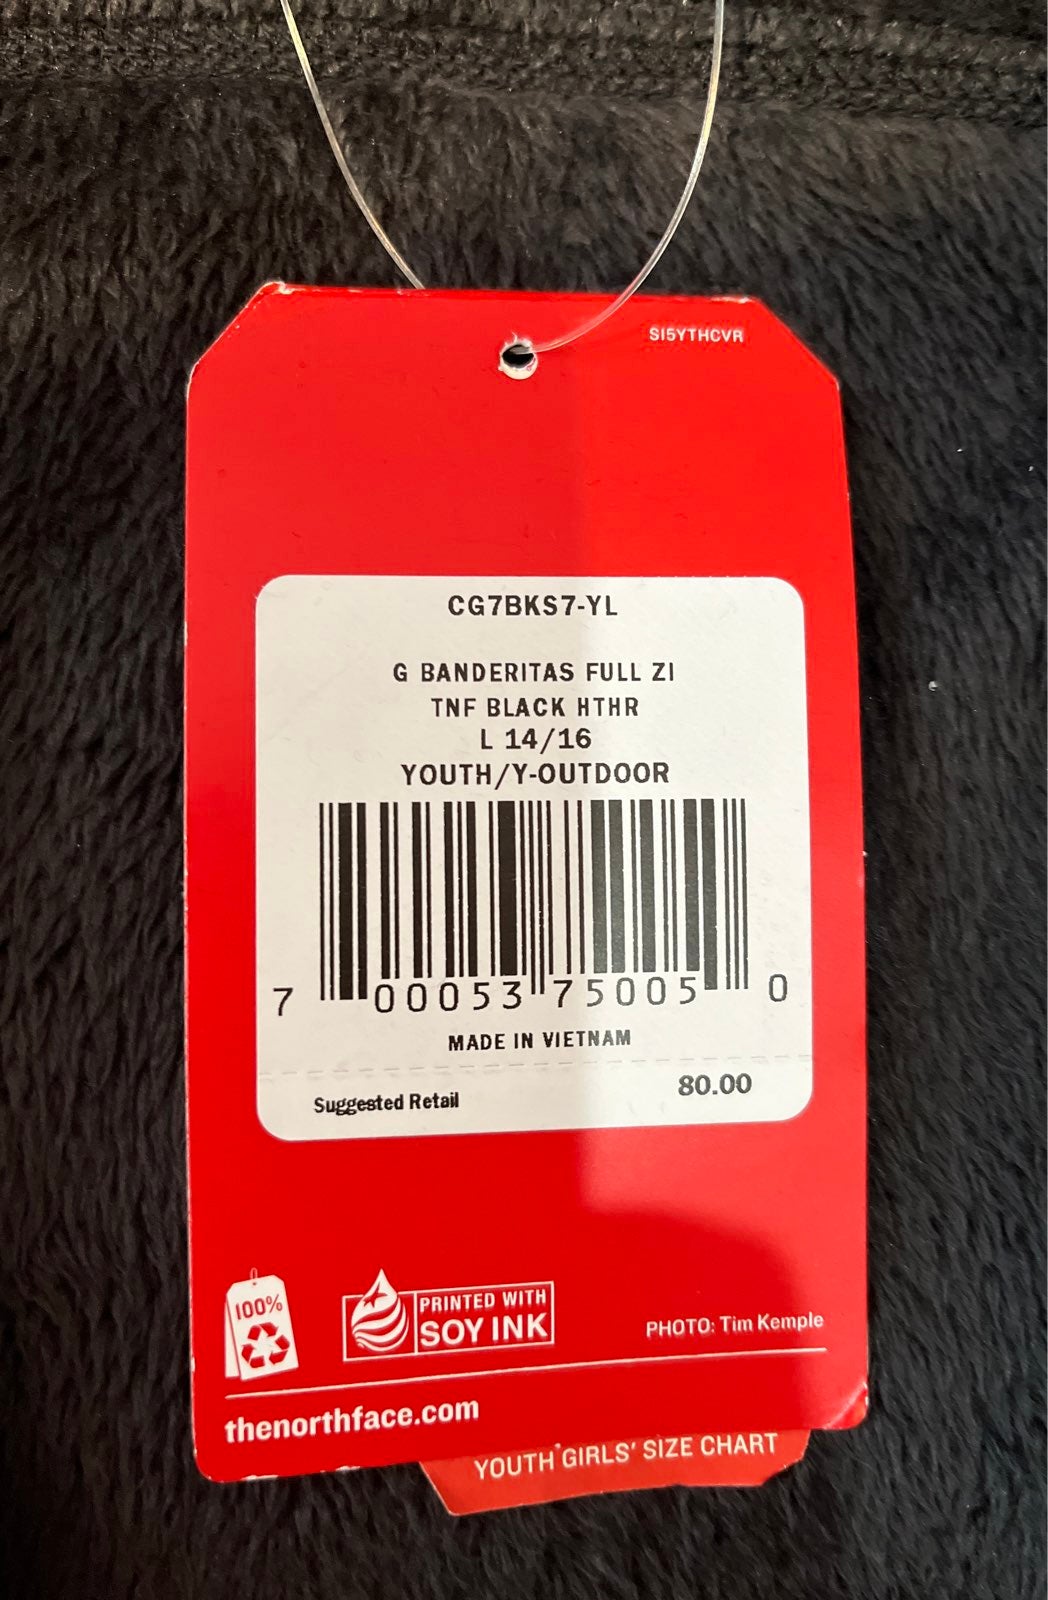 SI5YTHCVR
CG7BKS7-YL
G BANDERITAS FULL ZI
TNF BLACK HTHR
L 14/16
YOUTH/Y-OUTDOOR
7 00053 75005 0
MADE IN VIETNAM
Suggested Retail 80.00
100%
PRINTED WITH
SOY INK
PHOTO: Tim Kemple
thenorthface.com
YOUTH GIRLS' SIZE CHART